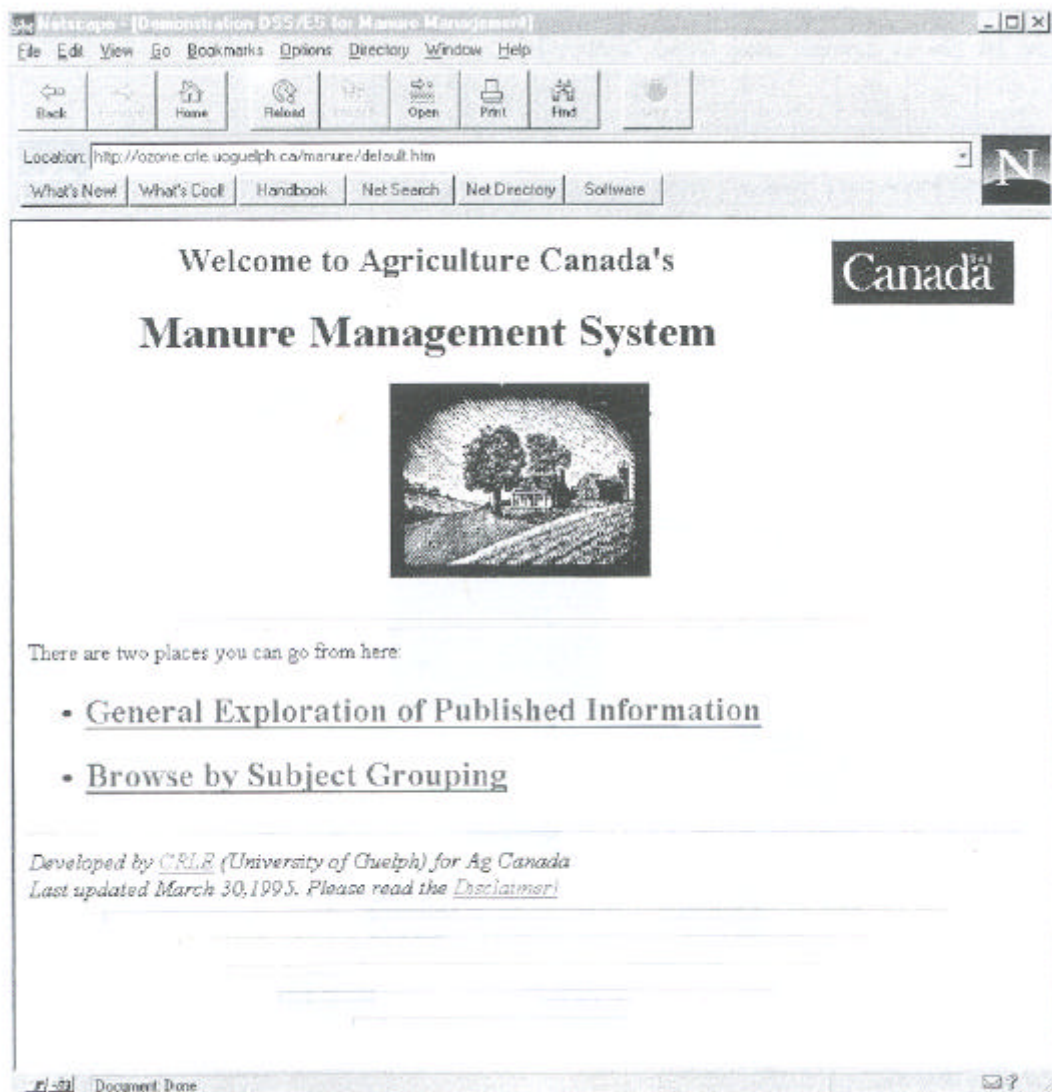 Netscape - [Demonstration DSS/ES for Manure Management]
File Edit View Go Bookmarks Options Directory Window Help
Back Forward Home Reload Images Open Print Find Stop
Location: http://ozone.crle.uoguelph.ca/manure/default.htm
N
What's New! What's Cool! Handbook Net Search Net Directory Software
Welcome to Agriculture Canada's
Canada
Manure Management System
There are two places you can go from here:
• General Exploration of Published Information
• Browse by Subject Grouping
Developed by CRLE (University of Guelph) for Ag Canada
Last updated March 30,1995. Please read the Disclaimer!
Document: Done